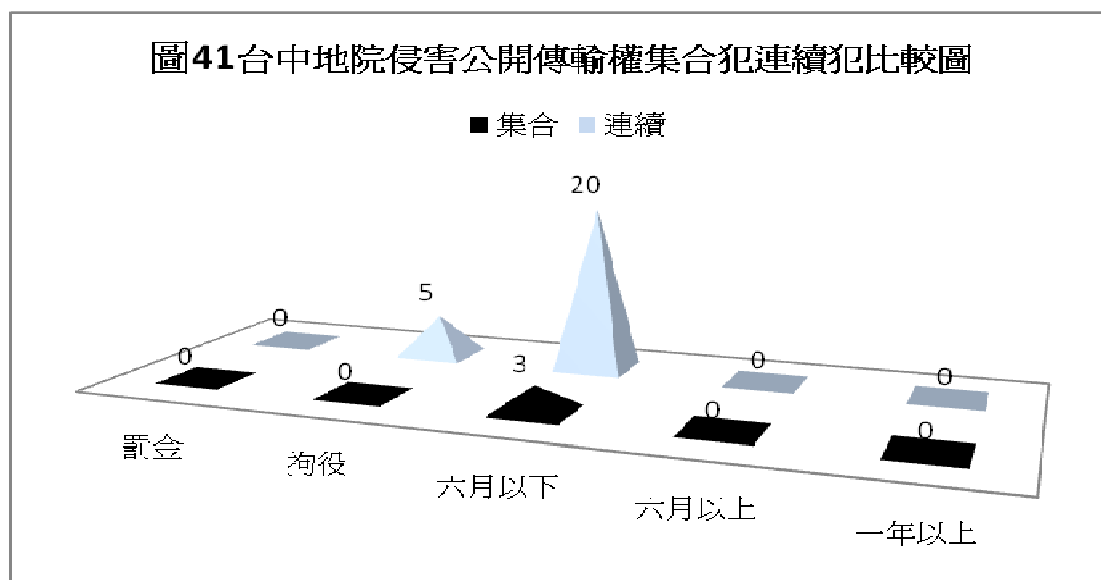 圖41台中地院侵害公開傳輸權集合犯連續犯比較圖
■ 集合 ■ 連續
20
5
0
0
3
0
0
0
0
0
罰金
拘役
六月以下
六月以上
一年以上